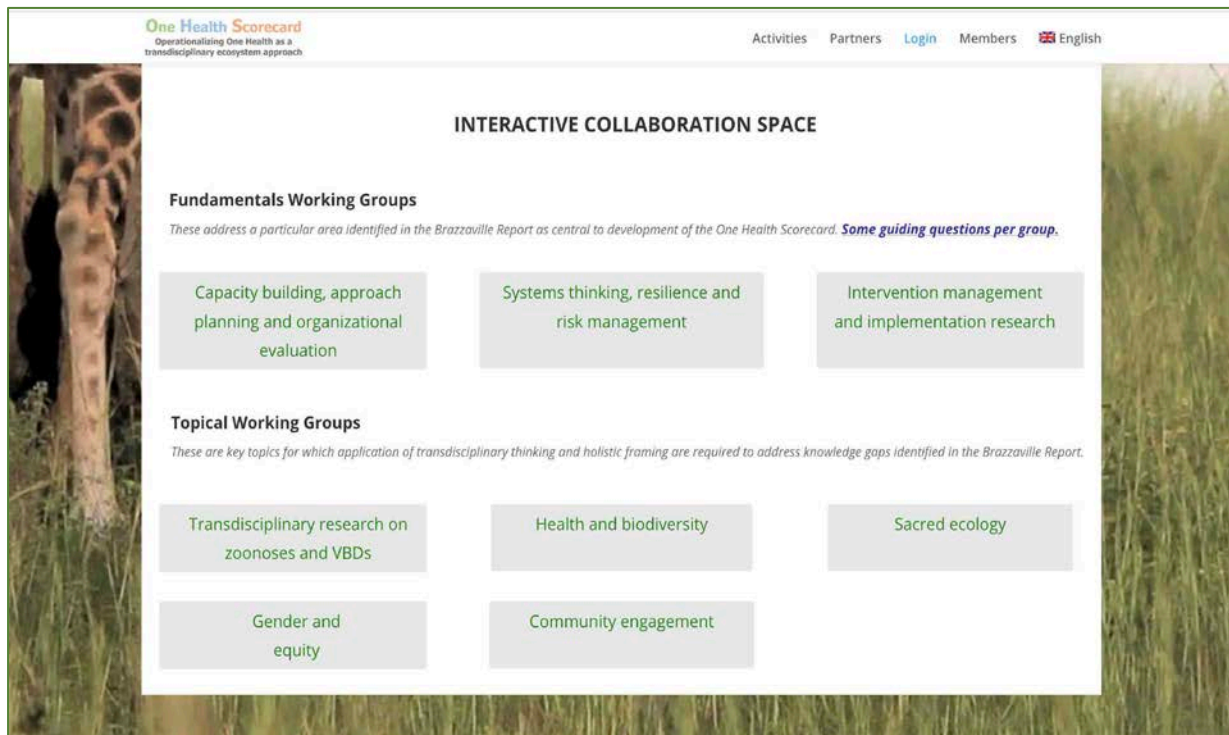 One Health Scorecard
Operationalizing One Health as a
transdisciplinary ecosystem approach
Activities Partners Login Members English
INTERACTIVE COLLABORATION SPACE
Fundamentals Working Groups
These address a particular area identified in the Brazzaville Report as central to development of the One Health Scorecard. Some guiding questions per group.
Capacity building, approach
planning and organizational
evaluation
Systems thinking, resilience and
risk management
Intervention management
and implementation research
Topical Working Groups
These are key topics for which application of transdisciplinary thinking and holistic framing are required to address knowledge gaps identified in the Brazzaville Report.
Transdisciplinary research on
zoonoses and VBDs
Health and biodiversity
Sacred ecology
Gender and
equity
Community engagement